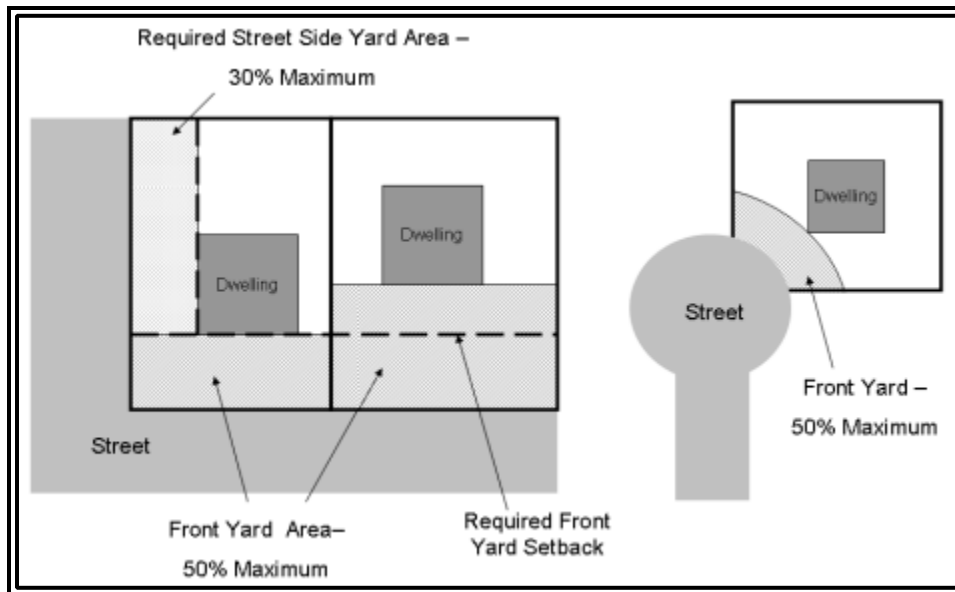 Required Street Side Yard Area –
30% Maximum
Dwelling
Dwelling
Dwelling
Street
Street
Front Yard –
50% Maximum
Front Yard Area–
50% Maximum
Required Front
Yard Setback